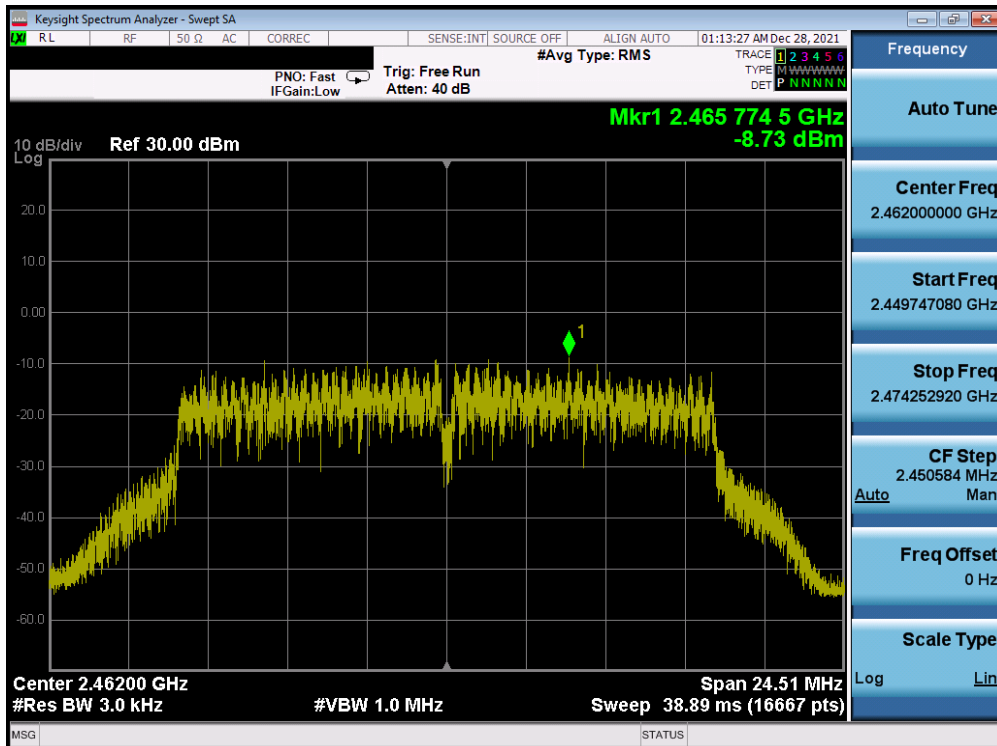 Keysight Spectrum Analyzer - Swept SA
LXI RL RF 50 Ω AC CORREC SENSE:INT SOURCE OFF ALIGN AUTO 01:13:27 AM Dec 28, 2021
PNO: Fast
IFGain:Low
Trig: Free Run
Atten: 40 dB
#Avg Type: RMS
TRACE 1 2 3 4 5 6
TYPE M WWWWW
DET P N N N N N
Mkr1 2.465 774 5 GHz
-8.73 dBm
10 dB/div Ref 30.00 dBm
Log
20.0
10.0
0.00
-10.0
-20.0
-30.0
-40.0
-50.0
-60.0
1
Center 2.46200 GHz Span 24.51 MHz
#Res BW 3.0 kHz #VBW 1.0 MHz Sweep 38.89 ms (16667 pts)
MSG STATUS
Frequency
Auto Tune
Center Freq
2.462000000 GHz
Start Freq
2.449747080 GHz
Stop Freq
2.474252920 GHz
CF Step
2.450584 MHz
Auto Man
Freq Offset
0 Hz
Scale Type
Log Lin